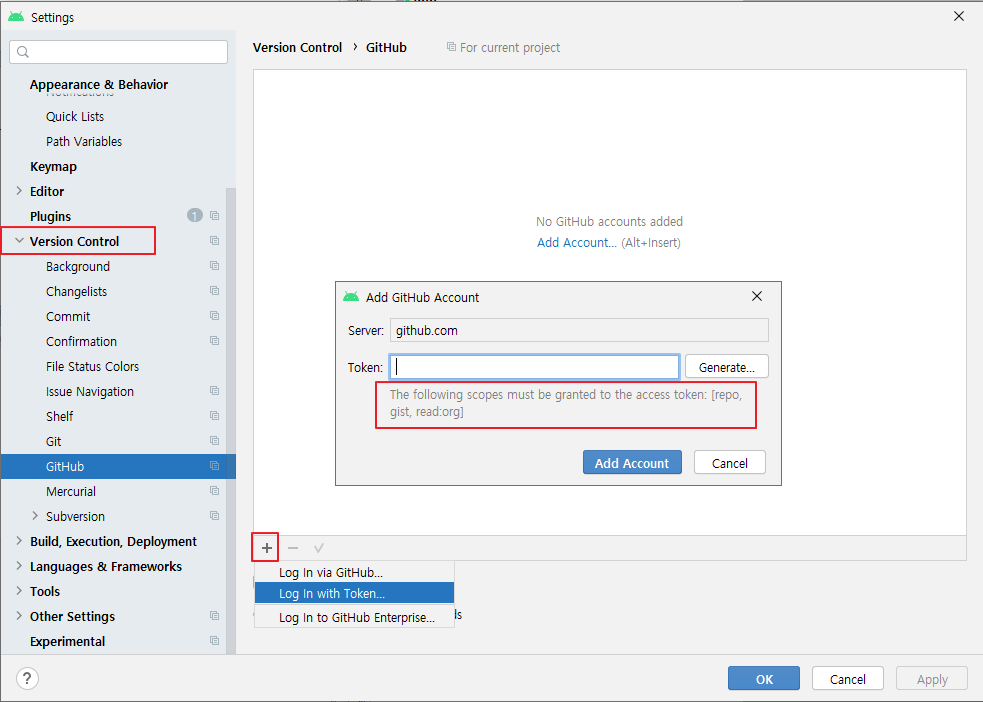 Settings
Version Control › GitHub For current project
Appearance & Behavior
Notifications
Quick Lists
Path Variables
Keymap
Editor
Plugins 1
Version Control
Background
Changelists
Commit
Confirmation
File Status Colors
Issue Navigation
Shelf
Git
GitHub
Mercurial
Subversion
Build, Execution, Deployment
Languages & Frameworks
Tools
Other Settings
Experimental
No GitHub accounts added
Add Account... (Alt+Insert)
Add GitHub Account
Server: github.com
Token: Generate...
The following scopes must be granted to the access token: [repo,
gist, read:org]
Add Account Cancel
Log In via GitHub...
Log In with Token...
Log In to GitHub Enterprise...
? OK Cancel Apply